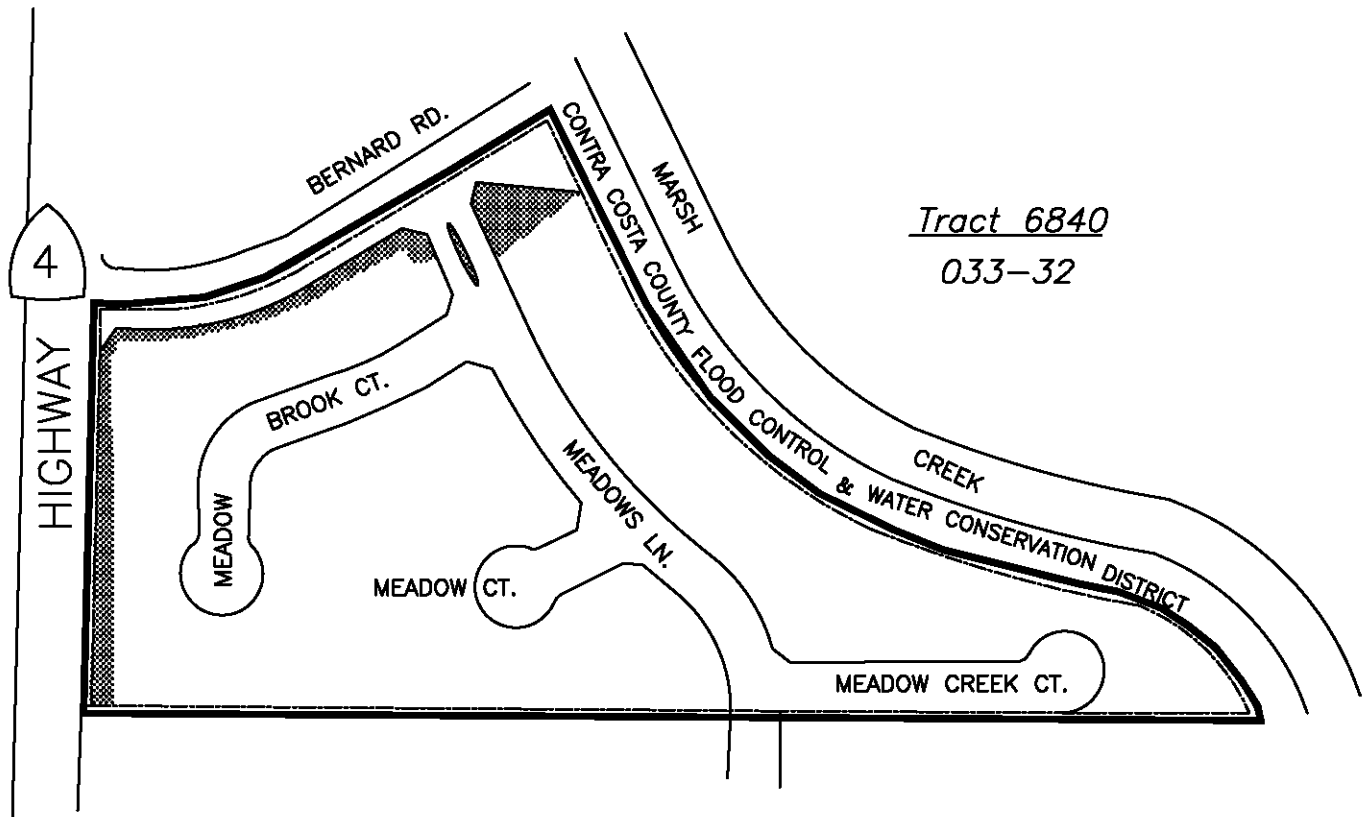 BERNARD RD.
CONTRA COSTA COUNTY FLOOD CONTROL & WATER CONSERVATION DISTRICT
MARSH CREEK
Tract 6840
033-32
4
HIGHWAY
MEADOW BROOK CT.
MEADOWS LN.
MEADOW CT.
MEADOW CREEK CT.